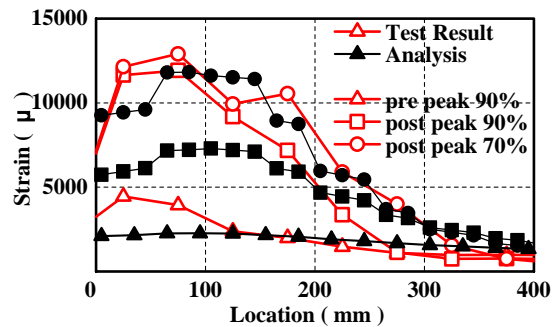 15000
10000
5000
0
100
200
300
400
Strain ( μ )
Location ( mm )
Test Result
Analysis
pre peak 90%
post peak 90%
post peak 70%